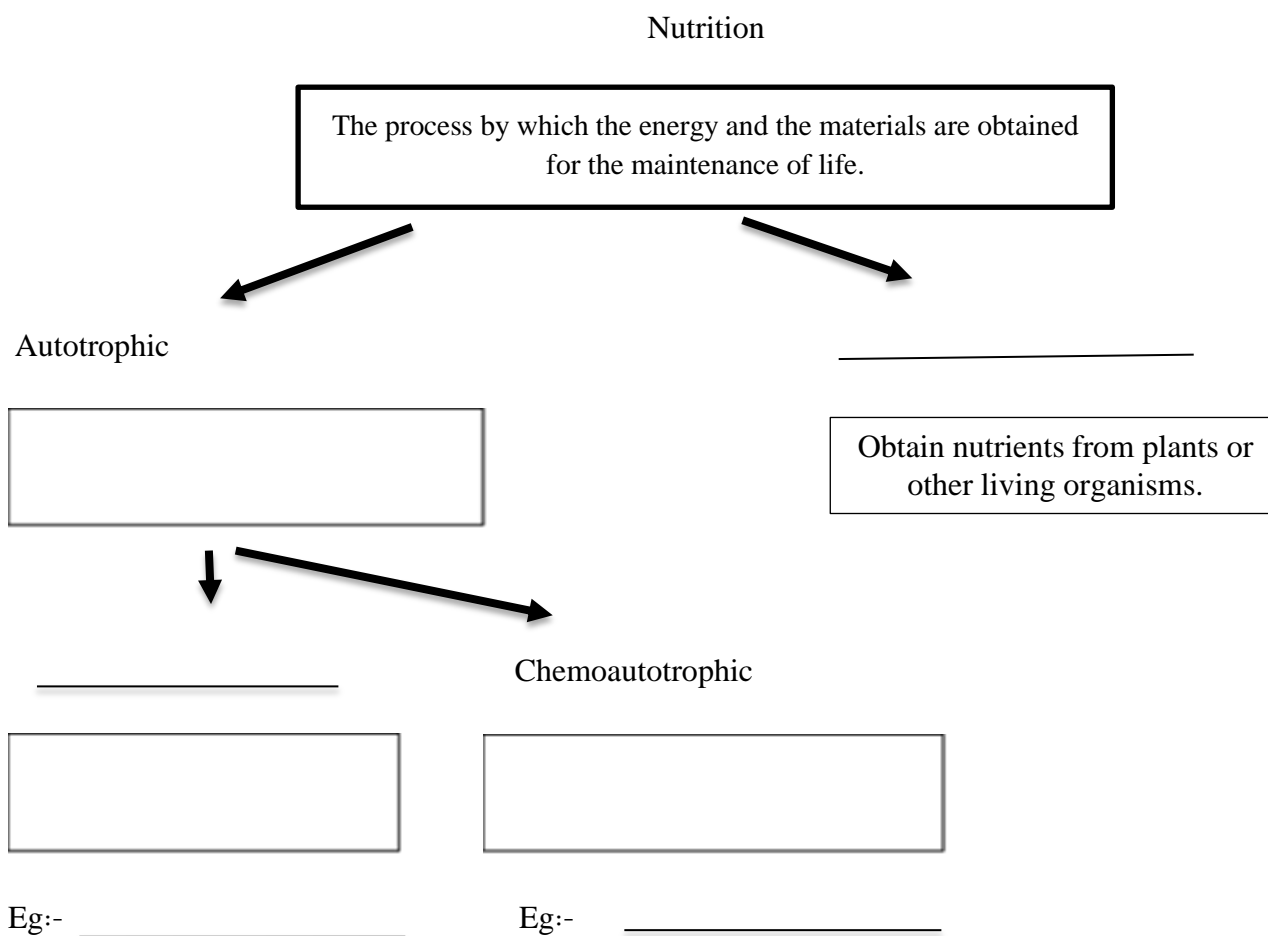 Nutrition
The process by which the energy and the materials are obtained
for the maintenance of life.
Autotrophic
Obtain nutrients from plants or
other living organisms.
Chemoautotrophic
Eg:-
Eg:-